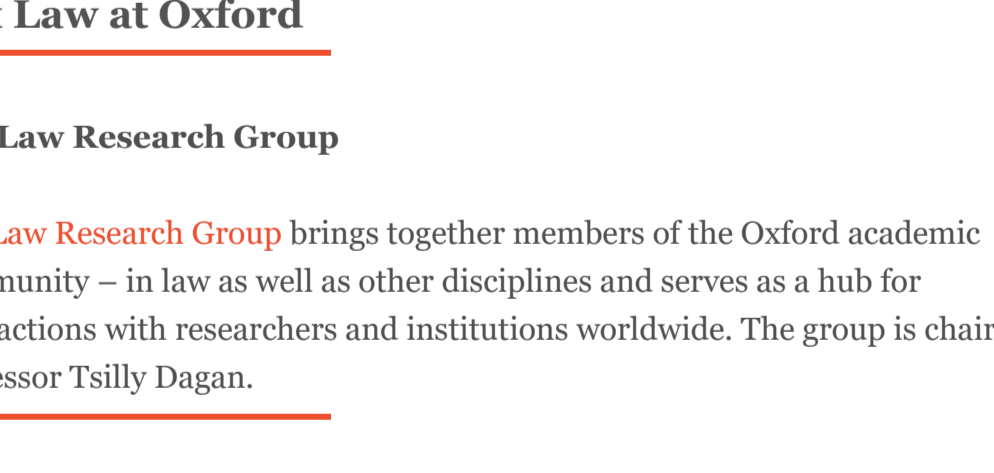 Law at Oxford
Law Research Group
Law Research Group brings together members of the Oxford academic
munity – in law as well as other disciplines and serves as a hub for
actions with researchers and institutions worldwide. The group is chair
essor Tsilly Dagan.